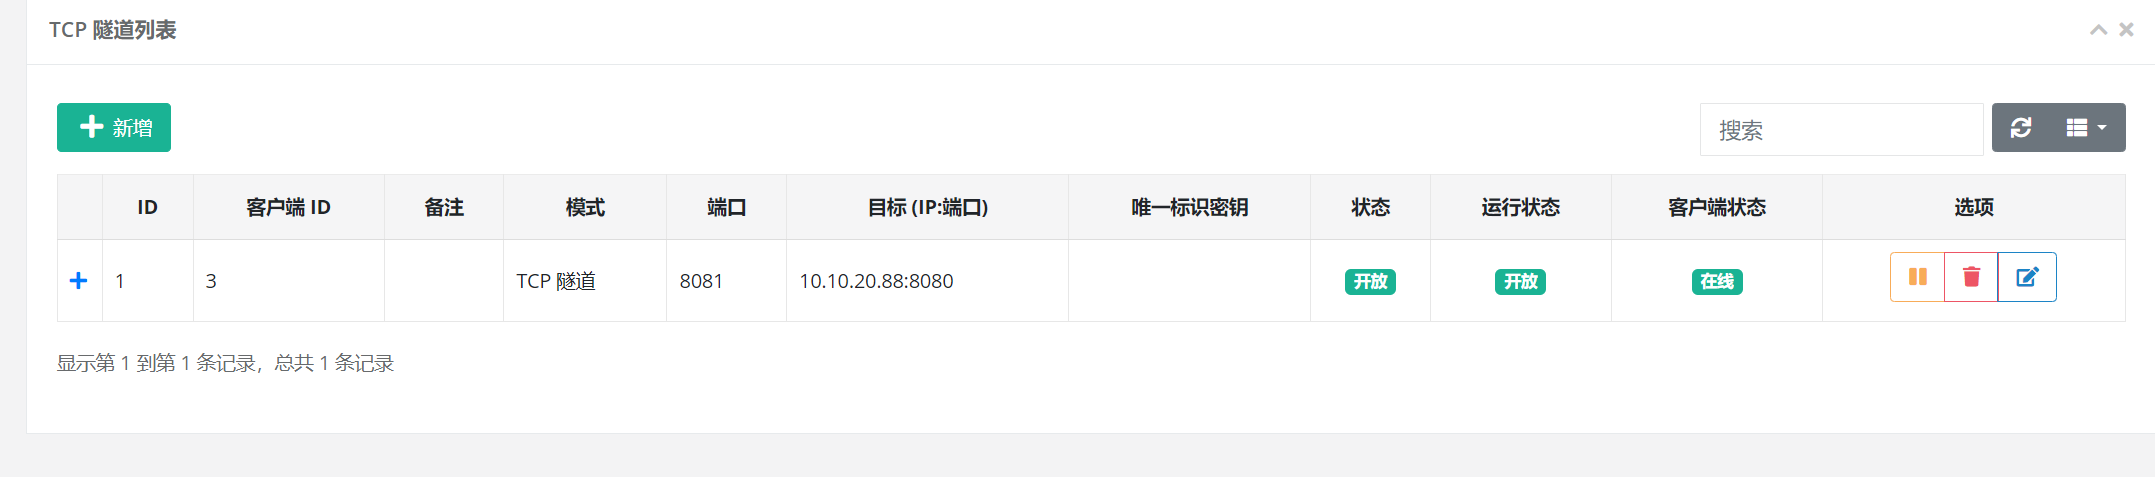 TCP 隧道列表
新增
搜索
ID 客户端 ID 备注 模式 端口 目标 (IP:端口) 唯一标识密钥 状态 运行状态 客户端状态 选项
1 3 TCP 隧道 8081 10.10.20.88:8080 开放 开放 在线
显示第 1 到第 1 条记录，总共 1 条记录